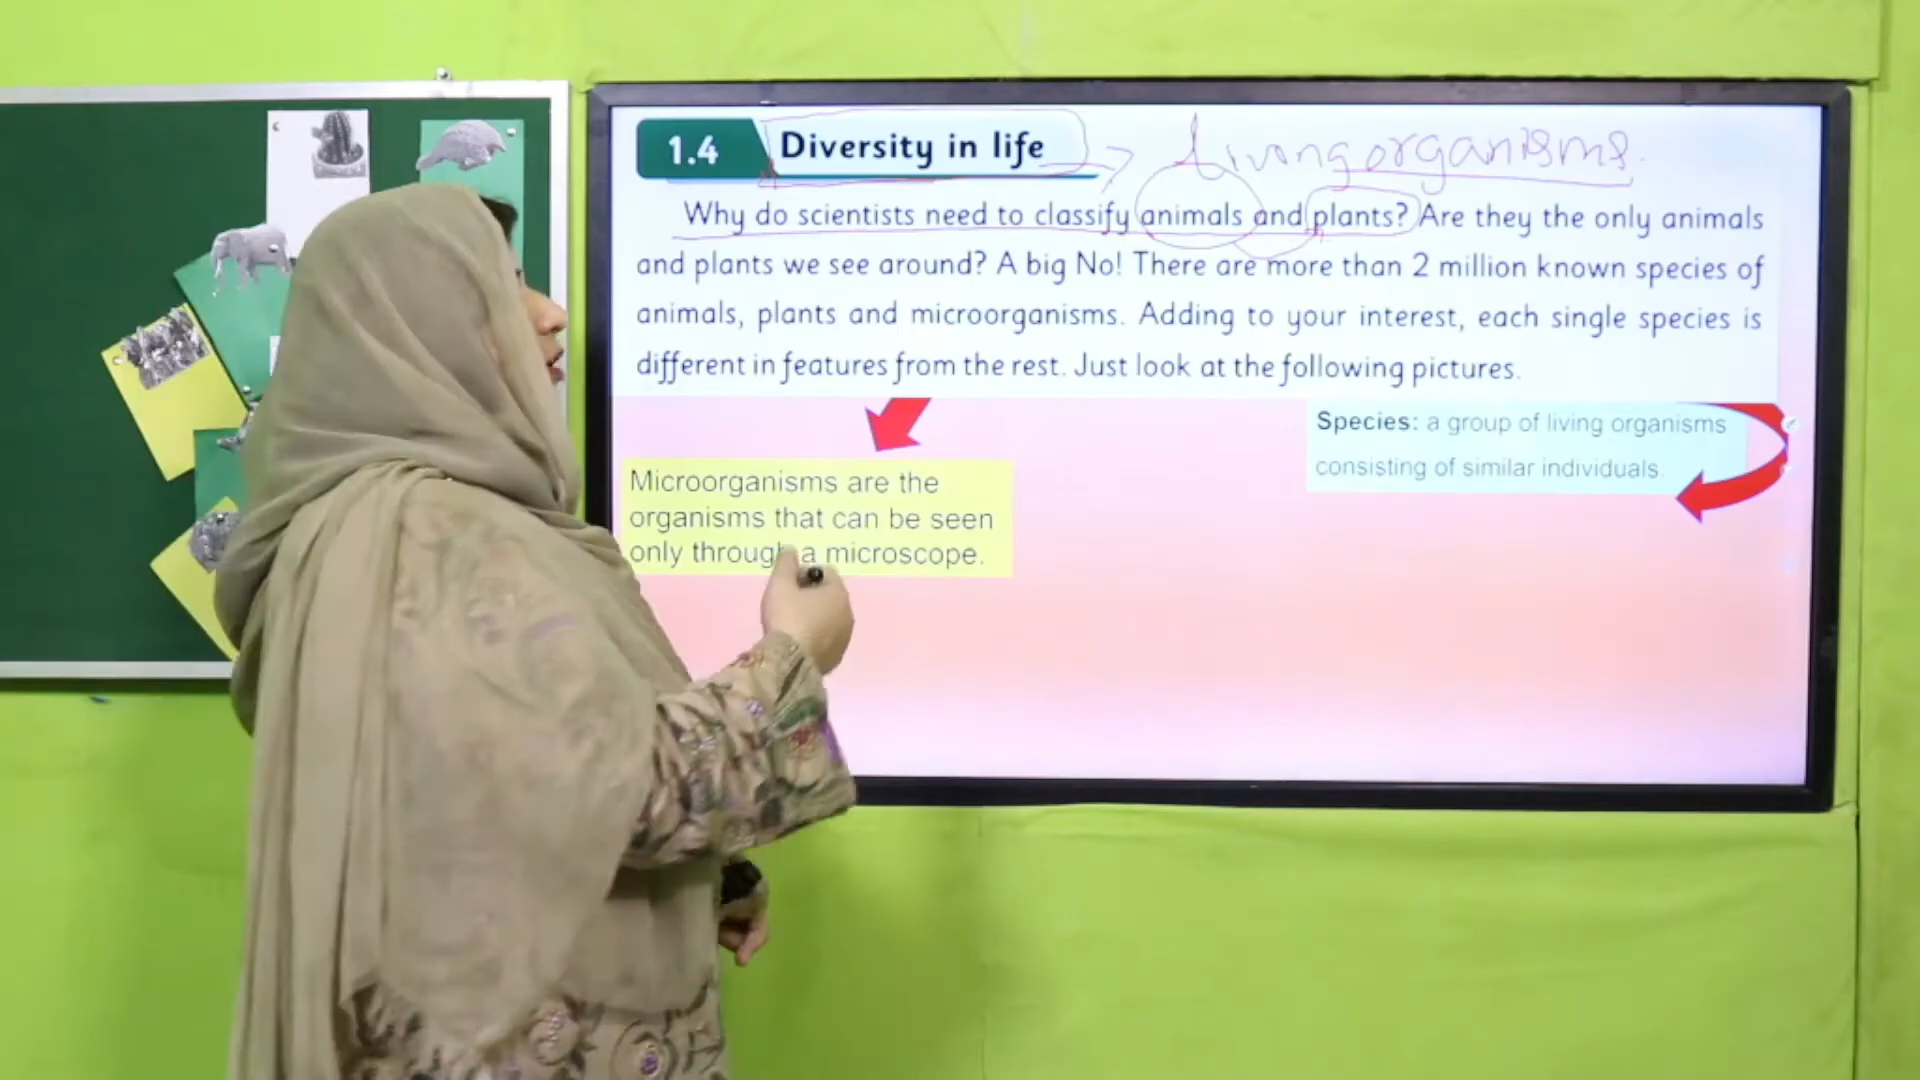 1.4 Diversity in life
living organisms.
Why do scientists need to classify animals and plants? Are they the only animals
and plants we see around? A big No! There are more than 2 million known species of
animals, plants and microorganisms. Adding to your interest, each single species is
different in features from the rest. Just look at the following pictures.
Microorganisms are the
organisms that can be seen
only through a microscope.
Species: a group of living organisms
consisting of similar individuals.